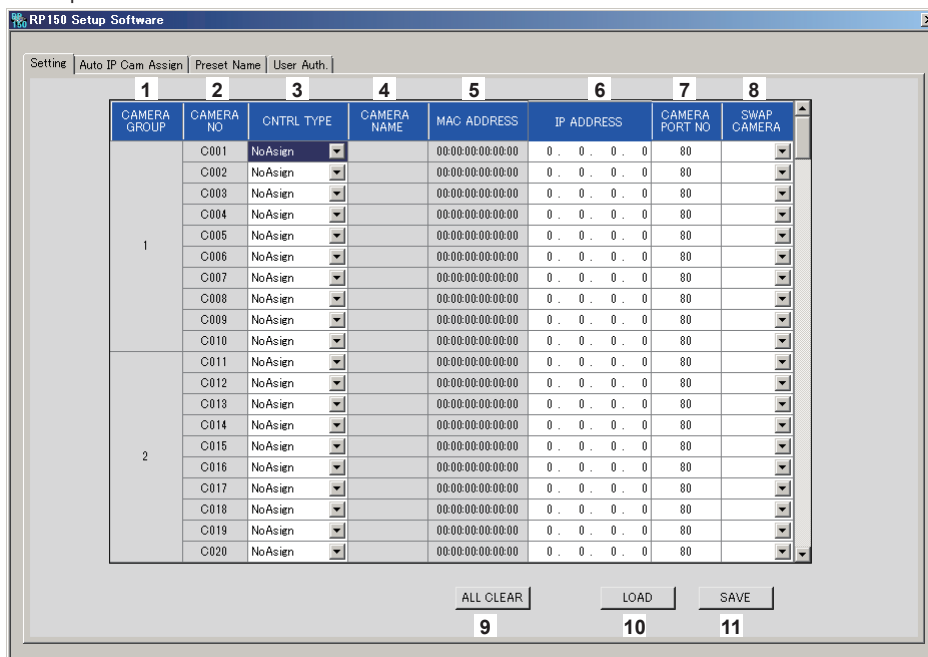 RP150 Setup Software
Setting Auto IP Cam Assign Preset Name User Auth.
1 2 3 4 5 6 7 8
CAMERA GROUP CAMERA NO CNTRL TYPE CAMERA NAME MAC ADDRESS IP ADDRESS CAMERA PORT NO SWAP CAMERA
C001 NoAsign 00:00:00:00:00:00 0 . 0 . 0 . 0 80
C002 NoAsign 00:00:00:00:00:00 0 . 0 . 0 . 0 80
C003 NoAsign 00:00:00:00:00:00 0 . 0 . 0 . 0 80
C004 NoAsign 00:00:00:00:00:00 0 . 0 . 0 . 0 80
1 C005 NoAsign 00:00:00:00:00:00 0 . 0 . 0 . 0 80
C006 NoAsign 00:00:00:00:00:00 0 . 0 . 0 . 0 80
C007 NoAsign 00:00:00:00:00:00 0 . 0 . 0 . 0 80
C008 NoAsign 00:00:00:00:00:00 0 . 0 . 0 . 0 80
C009 NoAsign 00:00:00:00:00:00 0 . 0 . 0 . 0 80
C010 NoAsign 00:00:00:00:00:00 0 . 0 . 0 . 0 80
C011 NoAsign 00:00:00:00:00:00 0 . 0 . 0 . 0 80
C012 NoAsign 00:00:00:00:00:00 0 . 0 . 0 . 0 80
C013 NoAsign 00:00:00:00:00:00 0 . 0 . 0 . 0 80
C014 NoAsign 00:00:00:00:00:00 0 . 0 . 0 . 0 80
2 C015 NoAsign 00:00:00:00:00:00 0 . 0 . 0 . 0 80
C016 NoAsign 00:00:00:00:00:00 0 . 0 . 0 . 0 80
C017 NoAsign 00:00:00:00:00:00 0 . 0 . 0 . 0 80
C018 NoAsign 00:00:00:00:00:00 0 . 0 . 0 . 0 80
C019 NoAsign 00:00:00:00:00:00 0 . 0 . 0 . 0 80
C020 NoAsign 00:00:00:00:00:00 0 . 0 . 0 . 0 80
ALL CLEAR LOAD SAVE
9 10 11